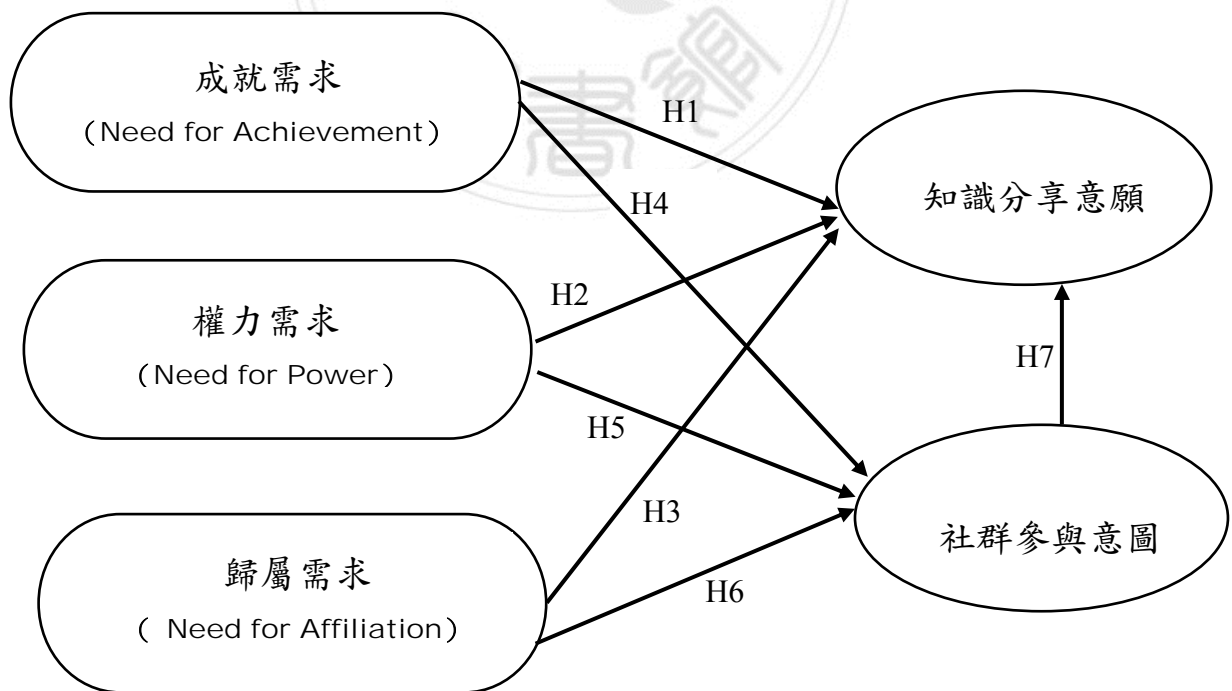 成就需求
(Need for Achievement)
H1
知識分享意願
H4
H2
權力需求
(Need for Power)
H7
H5
H3
社群參與意圖
歸屬需求
( Need for Affiliation)
H6